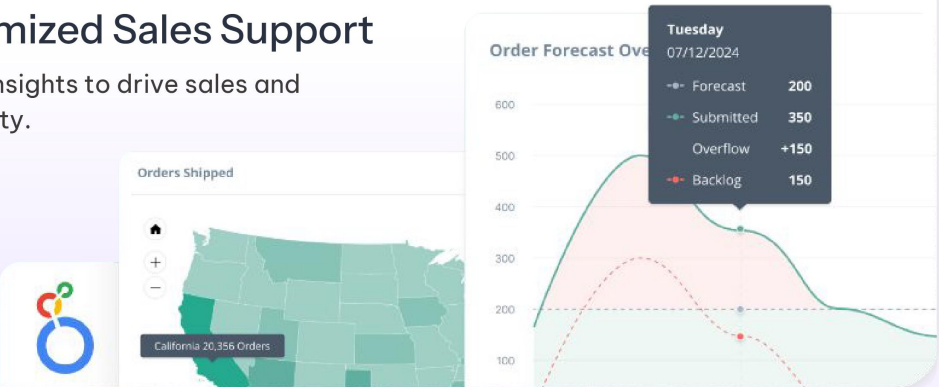 mized Sales Support
nsights to drive sales and
ty.
Orders Shipped
+
−
California 20,356 Orders
Order Forecast Ove
600
500
400
300
200
100
Tuesday
07/12/2024
Forecast 200
Submitted 350
Overflow +150
Backlog 150